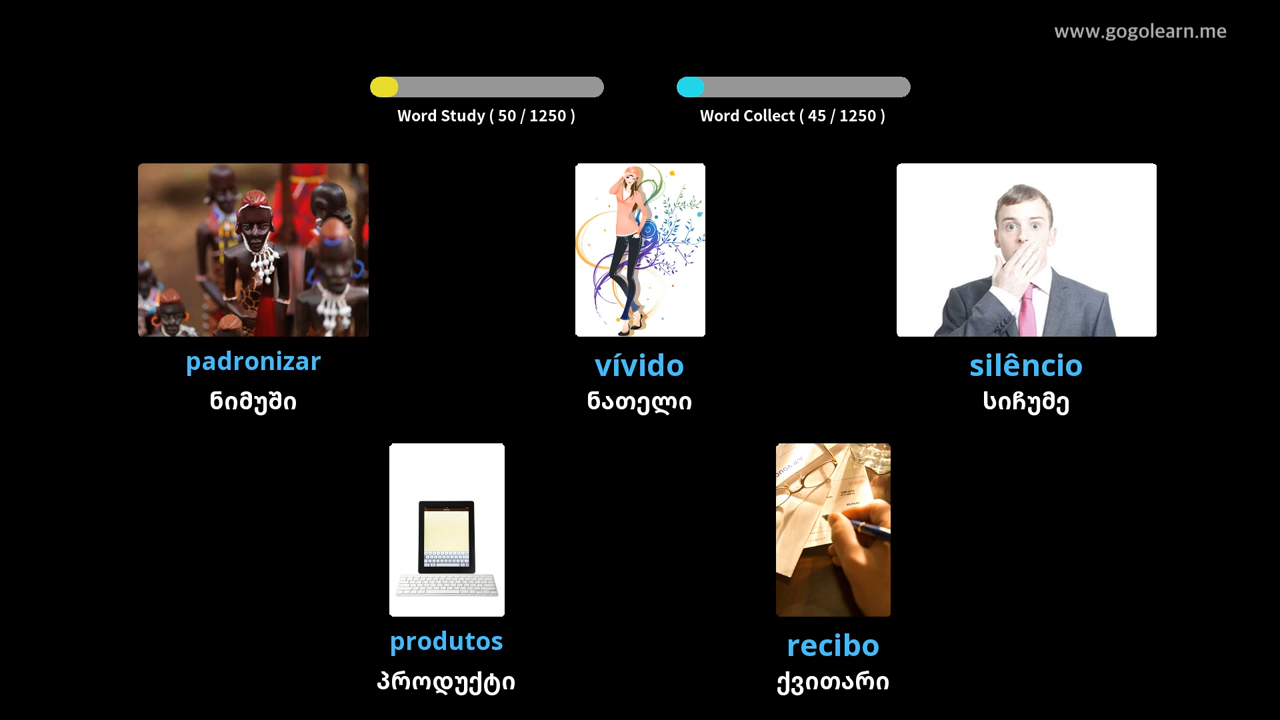 www.gogolearn.me
Word Study ( 50 / 1250 )
Word Collect ( 45 / 1250 )
padronizar
ნიმუში
vívido
ნათელი
silêncio
სიჩუმე
produtos
პროდუქტი
recibo
ქვითარი